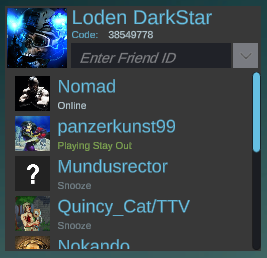 Loden DarkStar
Code: 38549778
Enter Friend ID
Nomad
Online
panzerkunst99
Playing Stay Out
?
Mundusrector
Snooze
Quincy_Cat/TTV
Snooze
Nokando